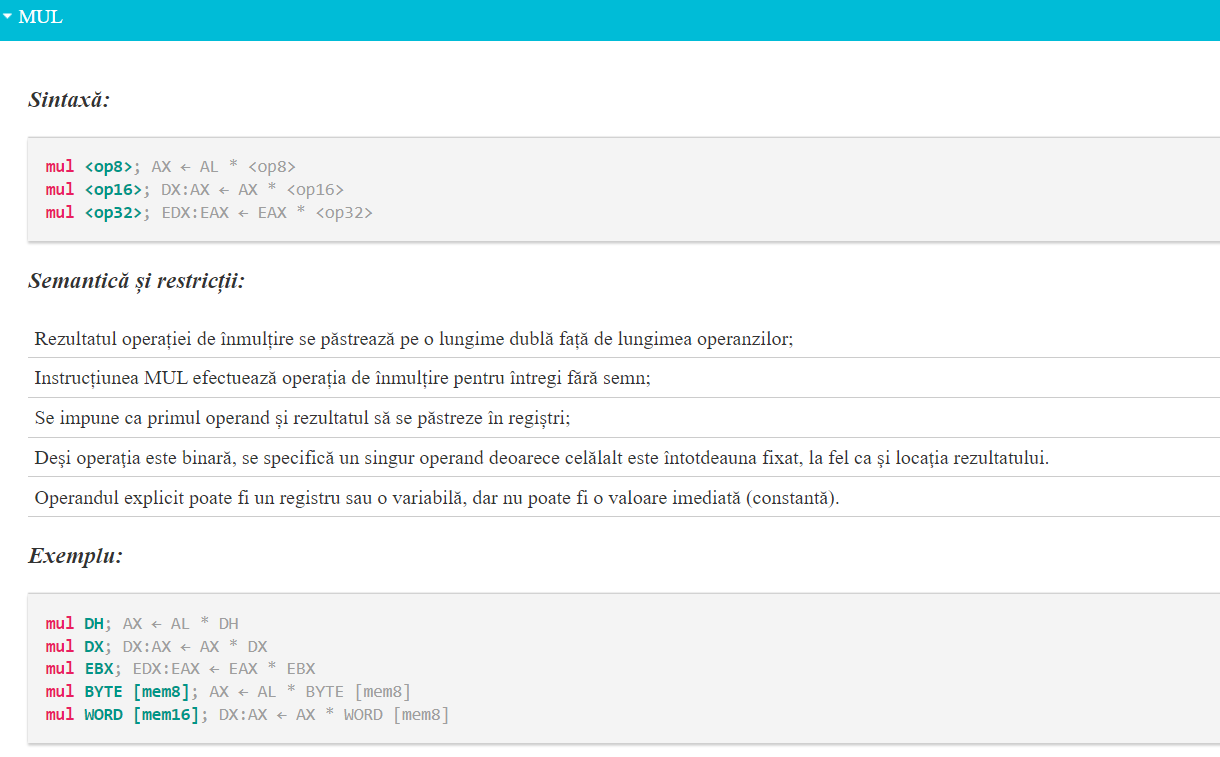 MUL
Sintaxă:
mul <op8>; AX ← AL * <op8>
mul <op16>; DX:AX ← AX * <op16>
mul <op32>; EDX:EAX ← EAX * <op32>
Semantică și restricții:
Rezultatul operației de înmulțire se păstrează pe o lungime dublă față de lungimea operanzilor;
Instrucțiunea MUL efectuează operația de înmulțire pentru întregi fără semn;
Se impune ca primul operand și rezultatul să se păstreze în regiștri;
Deși operația este binară, se specifică un singur operand deoarece celălalt este întotdeauna fixat, la fel ca și locația rezultatului.
Operandul explicit poate fi un registru sau o variabilă, dar nu poate fi o valoare imediată (constantă).
Exemplu:
mul DH; AX ← AL * DH
mul DX; DX:AX ← AX * DX
mul EBX; EDX:EAX ← EAX * EBX
mul BYTE [mem8]; AX ← AL * BYTE [mem8]
mul WORD [mem16]; DX:AX ← AX * WORD [mem8]